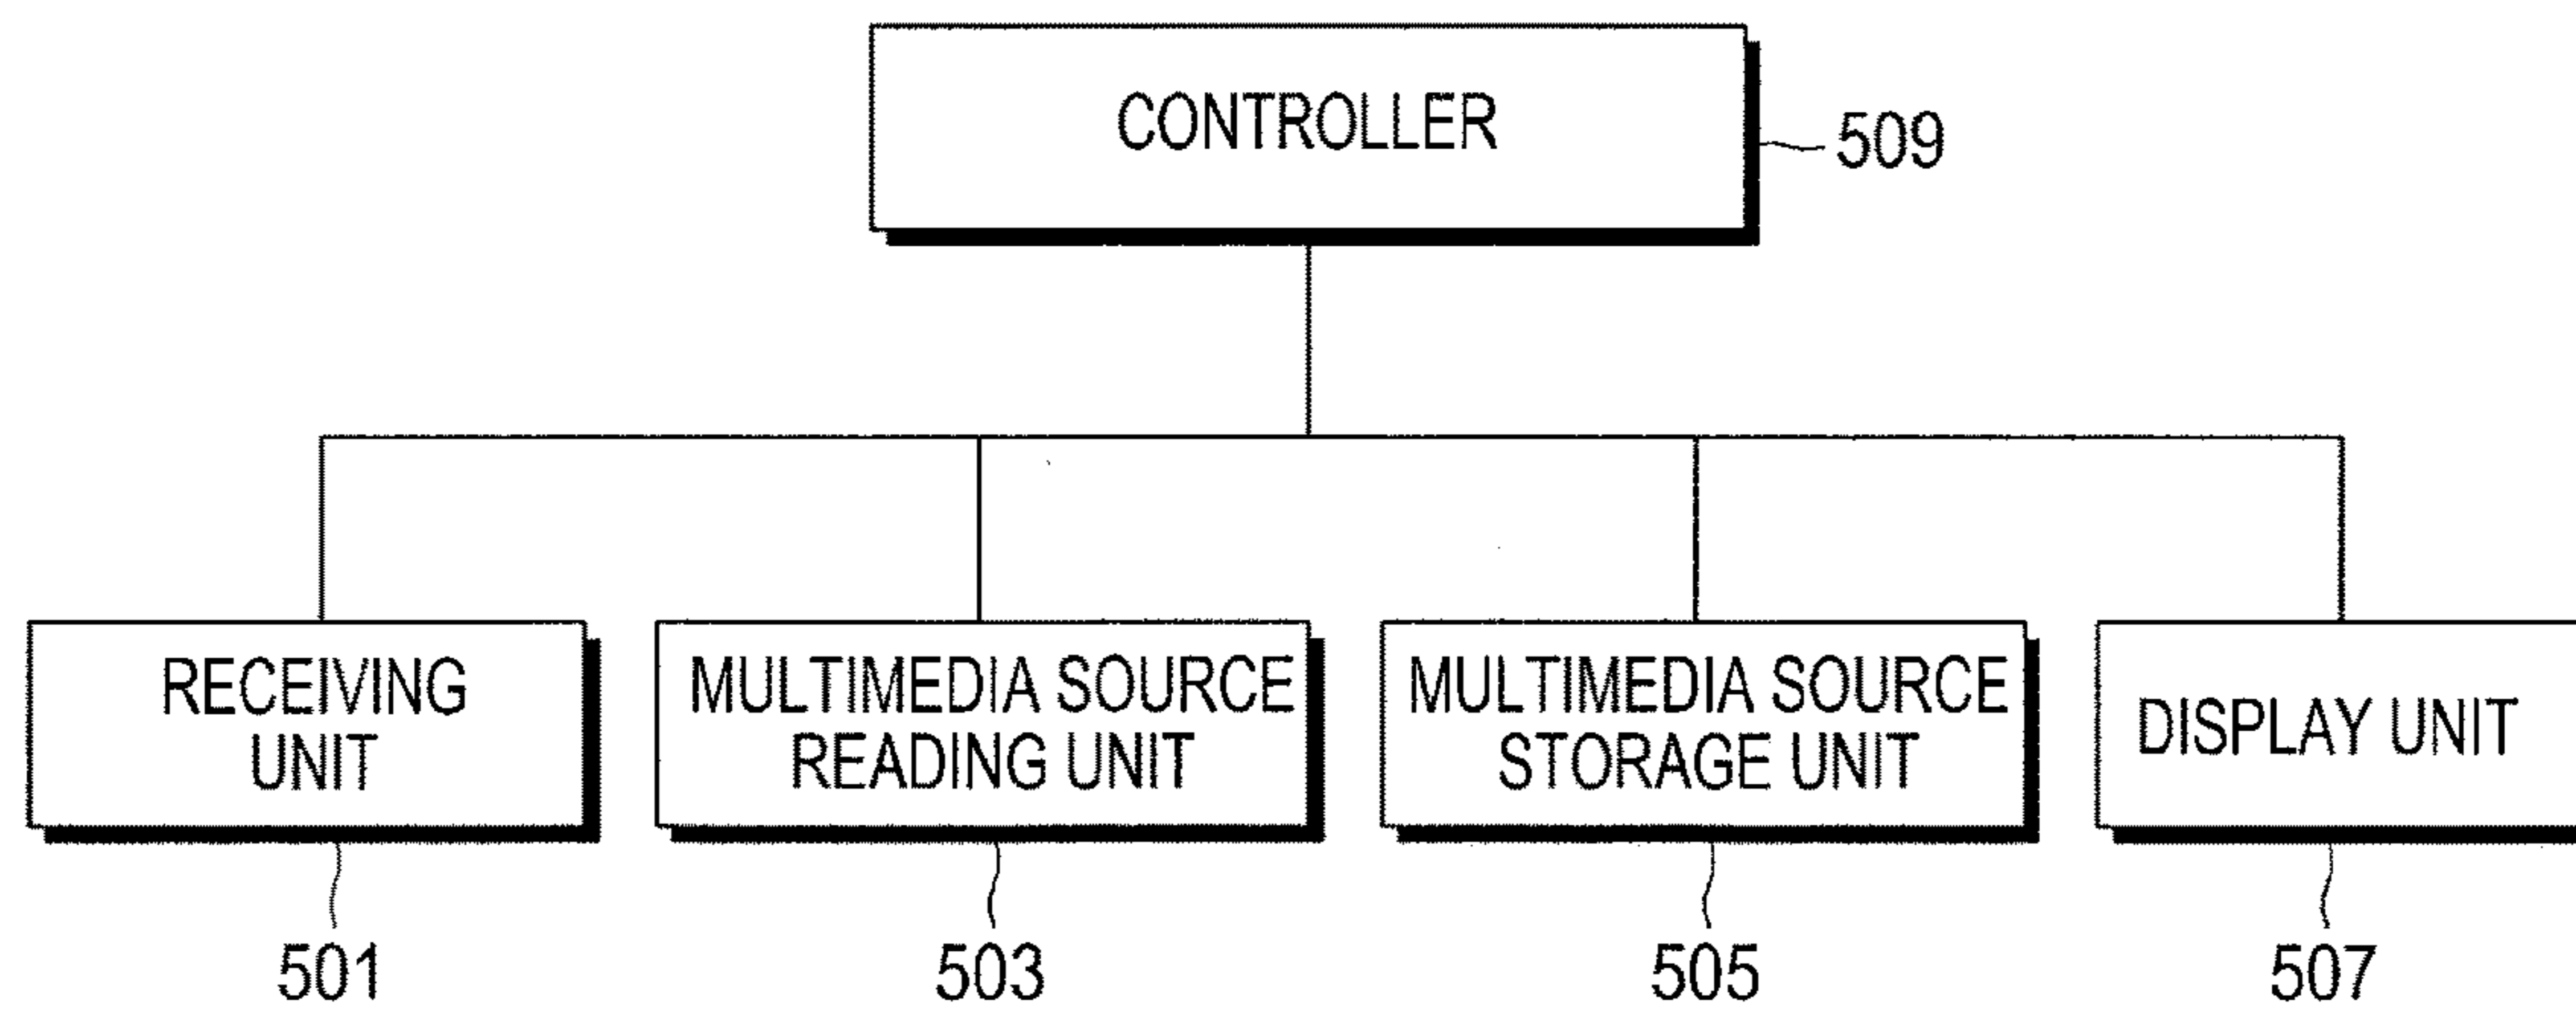 CONTROLLER
509
RECEIVING
UNIT
MULTIMEDIA SOURCE
READING UNIT
MULTIMEDIA SOURCE
STORAGE UNIT
DISPLAY UNIT
501
503
505
507